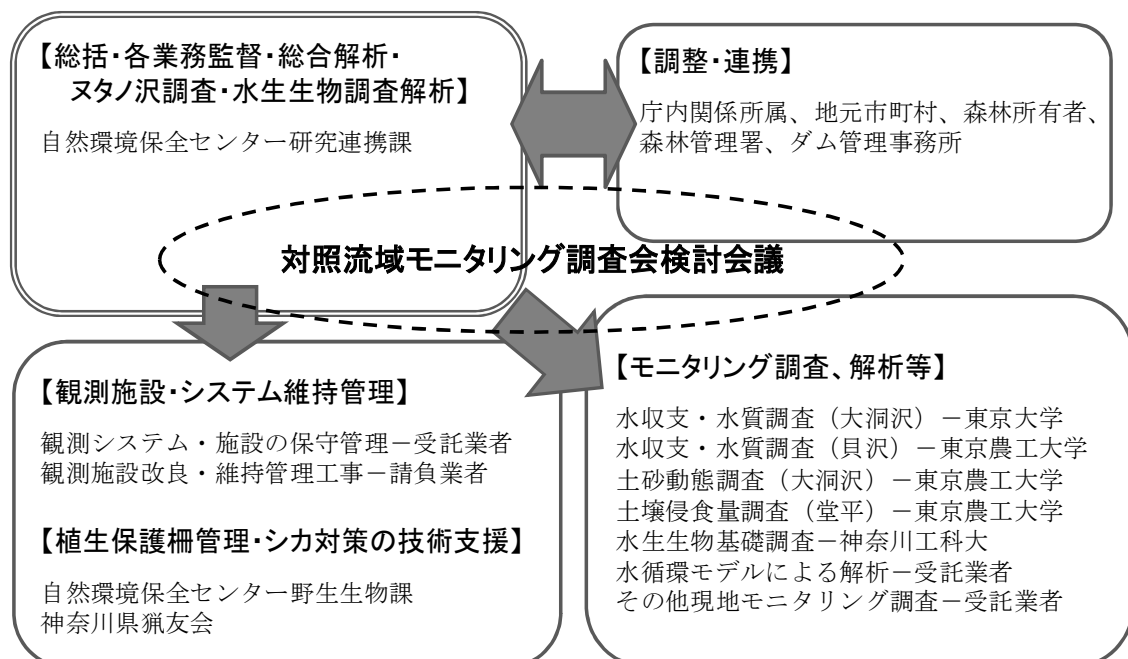 【総括・各業務監督・総合解析・
ヌタノ沢調査・水生生物調査解析】
自然環境保全センター研究連携課
【調整・連携】
庁内関係所属、地元市町村、森林所有者、
森林管理署、ダム管理事務所
対照流域モニタリング調査会検討会議
【観測施設・システム維持管理】
観測システム・施設の保守管理－受託業者
観測施設改良・維持管理工事－請負業者
【植生保護柵管理・シカ対策の技術支援】
自然環境保全センター野生生物課
神奈川県猟友会
【モニタリング調査、解析等】
水収支・水質調査（大洞沢）－東京大学
水収支・水質調査（貝沢）－東京農工大学
土砂動態調査（大洞沢）－東京農工大学
土壌侵食量調査（堂平）－東京農工大学
水生生物基礎調査－神奈川工科大
水循環モデルによる解析－受託業者
その他現地モニタリング調査－受託業者